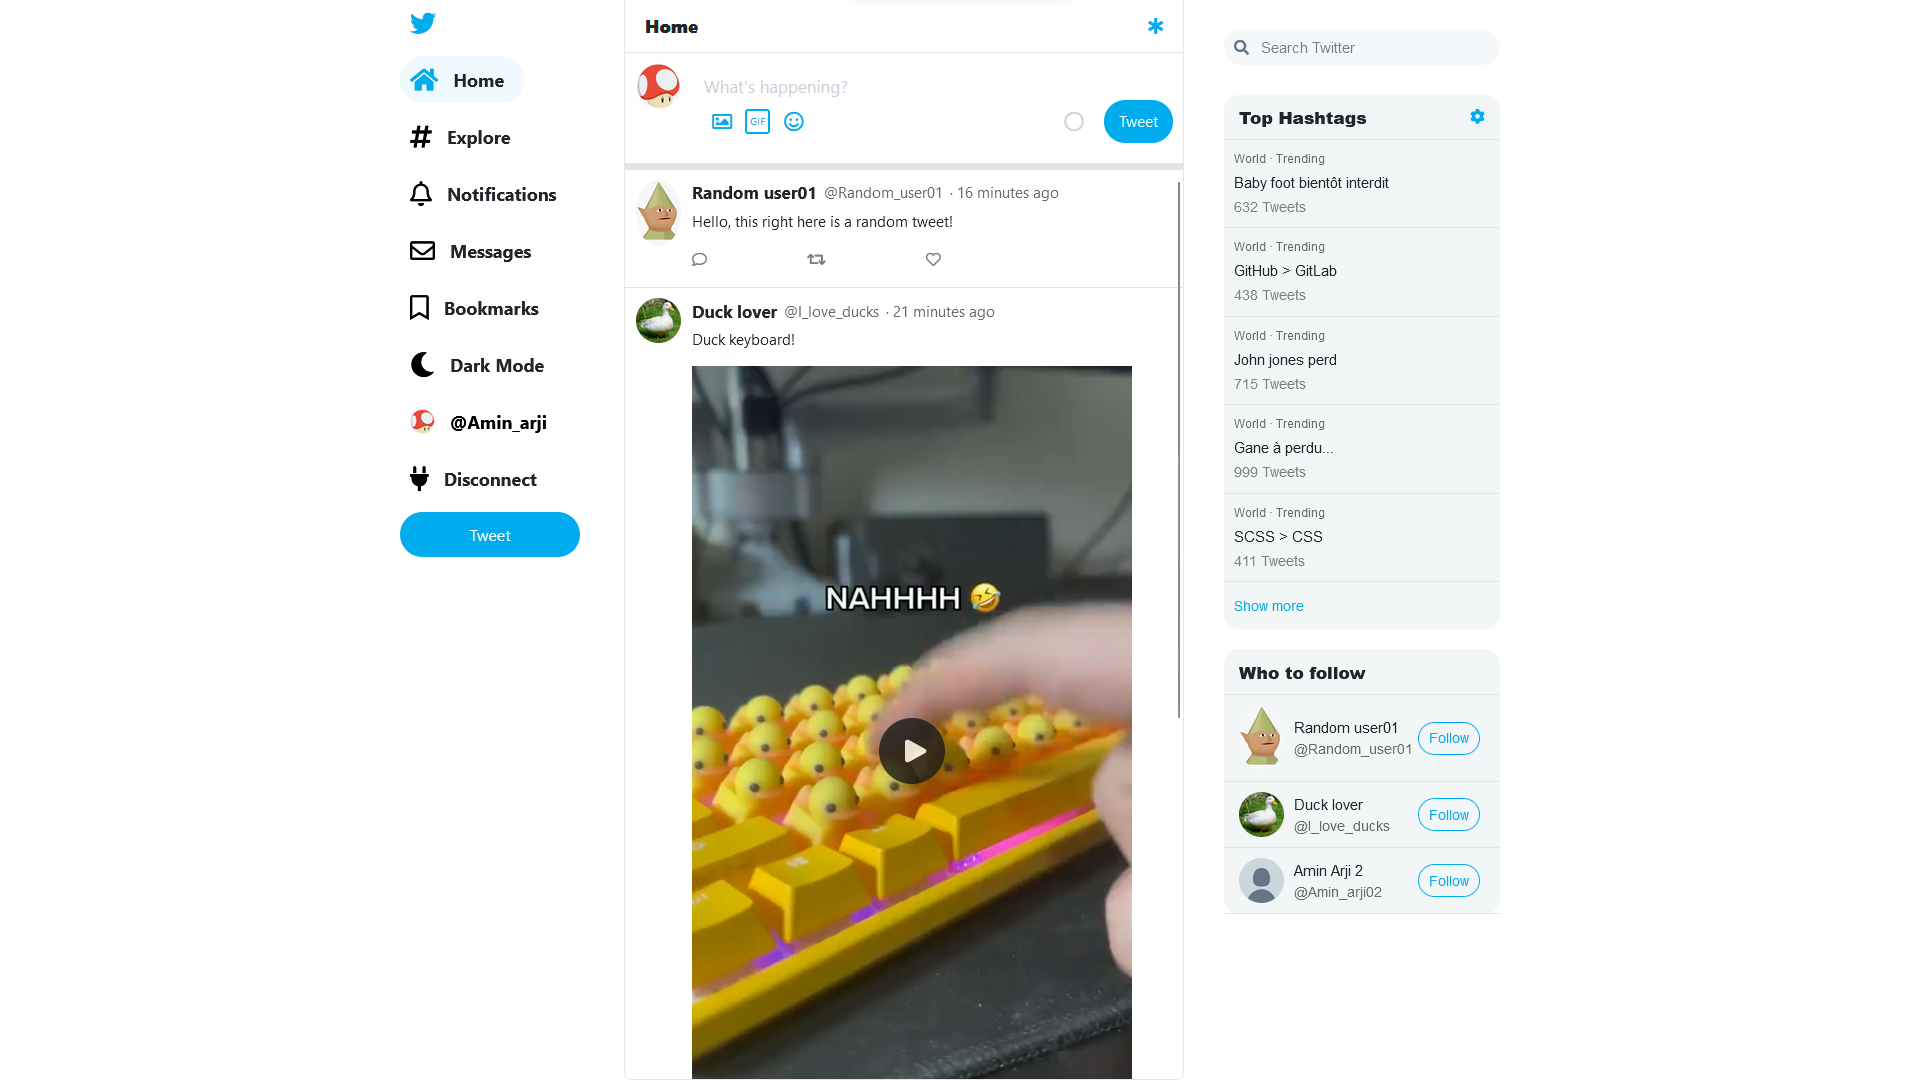 Home
Explore
Notifications
Messages
Bookmarks
Dark Mode
@Amin_arji
Disconnect
Tweet
Home
What's happening?
GIF
Tweet
Random user01 @Random_user01 · 16 minutes ago
Hello, this right here is a random tweet!
Duck lover @I_love_ducks · 21 minutes ago
Duck keyboard!
NAHHHH 🤣
Search Twitter
Top Hashtags
World · Trending
Baby foot bientôt interdit
632 Tweets
World · Trending
GitHub > GitLab
438 Tweets
World · Trending
John jones perd
715 Tweets
World · Trending
Gane à perdu...
999 Tweets
World · Trending
SCSS > CSS
411 Tweets
Show more
Who to follow
Random user01
@Random_user01
Follow
Duck lover
@I_love_ducks
Follow
Amin Arji 2
@Amin_arji02
Follow